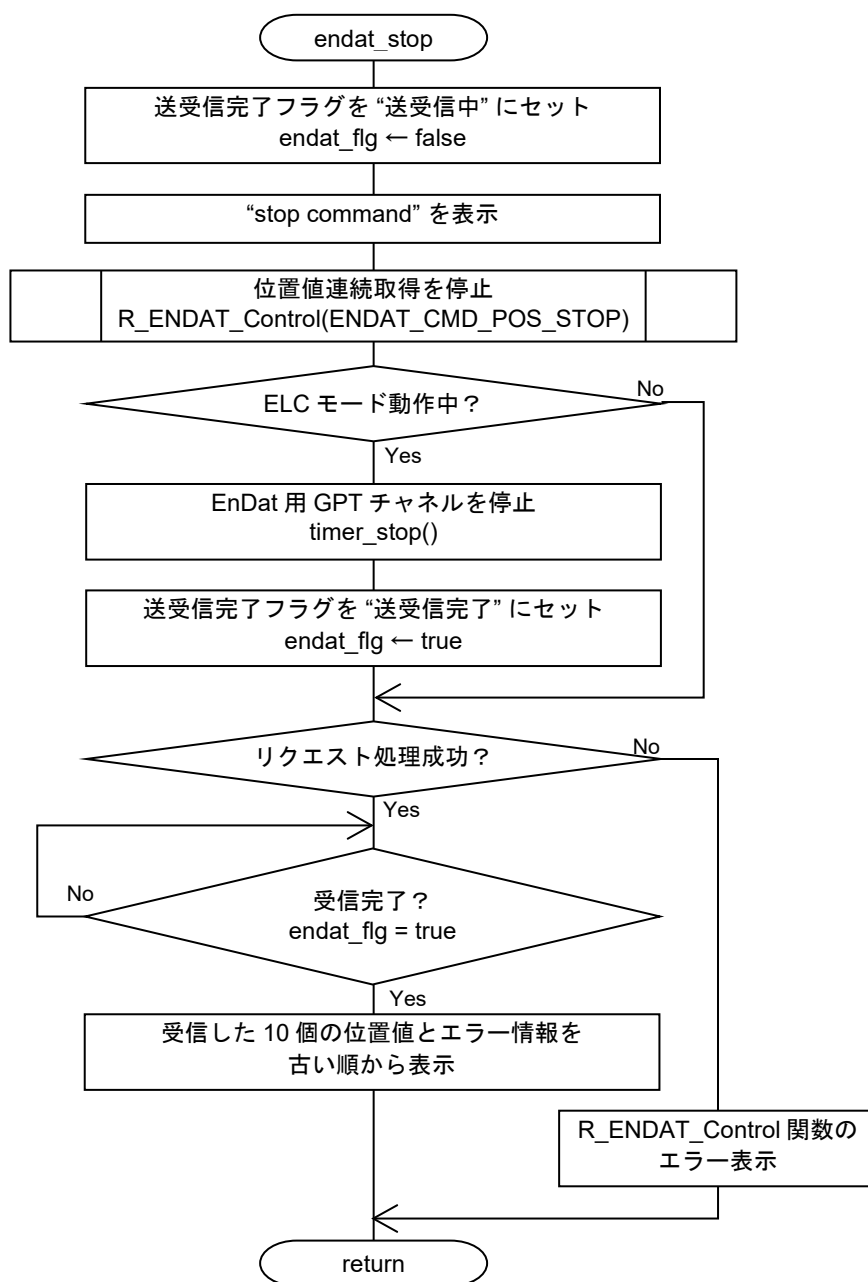 endat_stop
送受信完了フラグを “送受信中” にセット
endat_flg ← false
“stop command” を表示
位置値連続取得を停止
R_ENDAT_Control(ENDAT_CMD_POS_STOP)
ELC モード動作中？
No
Yes
EnDat 用 GPT チャネルを停止
timer_stop()
送受信完了フラグを “送受信完了” にセット
endat_flg ← true
リクエスト処理成功？
No
Yes
受信完了？
endat_flg = true
No
Yes
受信した 10 個の位置値とエラー情報を
古い順から表示
R_ENDAT_Control 関数の
エラー表示
return